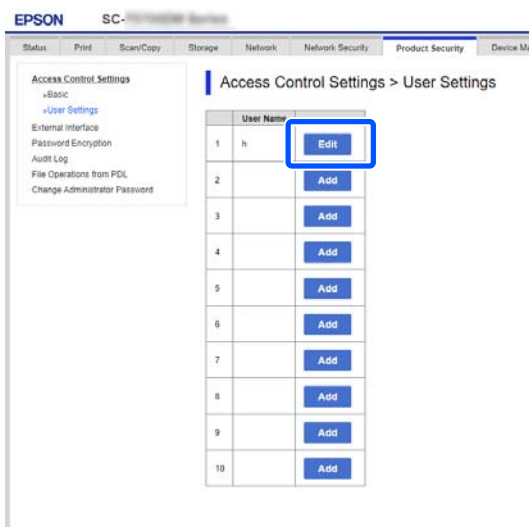 EPSON SC-
Status Print Scan/Copy Storage Network Network Security Product Security Device Ma
Access Control Settings
»Basic
»User Settings
External Interface
Password Encryption
Audit Log
File Operations from PDL
Change Administrator Password
Access Control Settings > User Settings
User Name
1 h Edit
2 Add
3 Add
4 Add
5 Add
6 Add
7 Add
8 Add
9 Add
10 Add